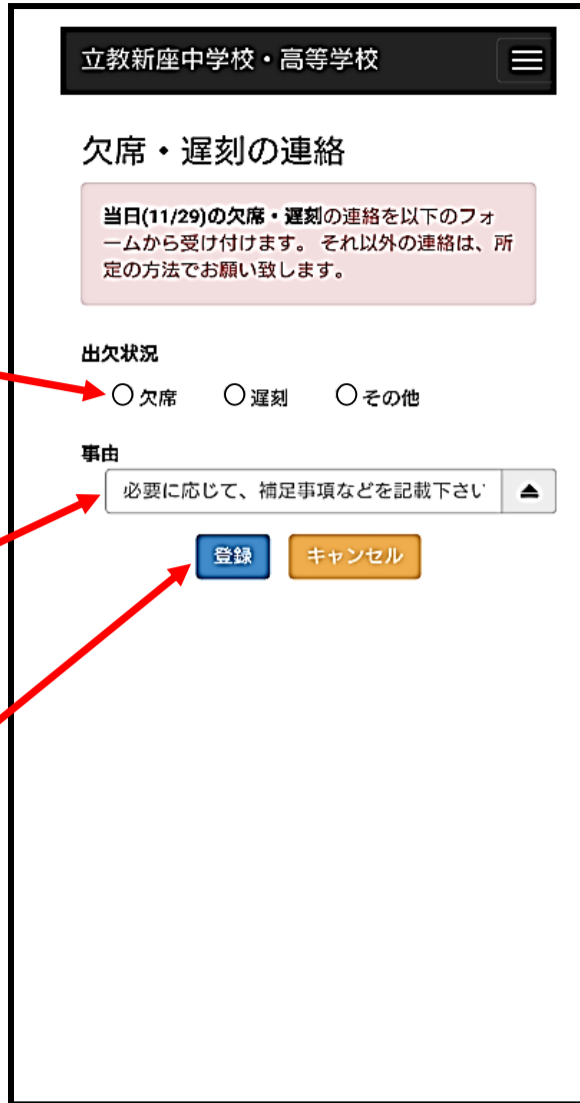 立教新座中学校・高等学校
欠席・遅刻の連絡
当日(11/29)の欠席・遅刻の連絡を以下のフォ
ームから受け付けます。 それ以外の連絡は、所
定の方法でお願い致します。
出欠状況
欠席 遅刻 その他
事由
必要に応じて、補足事項などを記載下さい
登録 キャンセル